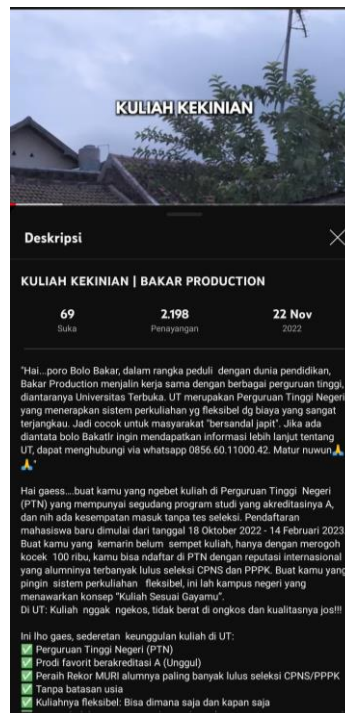 KULIAH KEKINIAN
Deskripsi
KULIAH KEKINIAN | BAKAR PRODUCTION
69 2.198 22 Nov
Suka Penayangan 2022
"Hai...poro Bolo Bakar, dalam rangka peduli dengan dunia pendidikan,
Bakar Production menjalin kerja sama dengan berbagai perguruan tinggi,
diantaranya Universitas Terbuka. UT merupakan Perguruan Tinggi Negeri
yang menerapkan sistem perkuliahan yg fleksibel dg biaya yang sangat
terjangkau. Jadi cocok untuk masyarakat "bersandal japit". Jika ada
diantata bolo Bakatlr ingin mendapatkan informasi lebih lanjut tentang
UT, dapat menghubungi via whatsapp 0856.60.11000.42. Matur nuwun🙏
🙏"
Hai gaess....buat kamu yang ngebet kuliah di Perguruan Tinggi Negeri
(PTN) yang mempunyai segudang program studi yang akreditasinya A,
dan nih ada kesempatan masuk tanpa tes seleksi. Pendaftaran
mahasiswa baru dimulai dari tanggal 18 Oktober 2022 - 14 Februari 2023.
Buat kamu yang kemarin belum sempet kuliah, hanya dengan merogoh
kocek 100 ribu, kamu bisa ndaftar di PTN dengan reputasi internasional
yang alumninya terbanyak lulus seleksi CPNS dan PPPK. Buat kamu yang
pingin sistem perkuliahan fleksibel, ini lah kampus negeri yang
menawarkan konsep "Kuliah Sesuai Gayamu".
Di UT: Kuliah nggak ngekos, tidak berat di ongkos dan kualitasnya jos!!!
Ini lho gaes, sederetan keunggulan kuliah di UT:
✅ Perguruan Tinggi Negeri (PTN)
✅ Prodi favorit berakreditasi A (Unggul)
✅ Peraih Rekor MURI alumnya paling banyak lulus seleksi CPNS/PPPK
✅ Tanpa batasan usia
✅ Kuliahnya fleksibel: Bisa dimana saja dan kapan saja